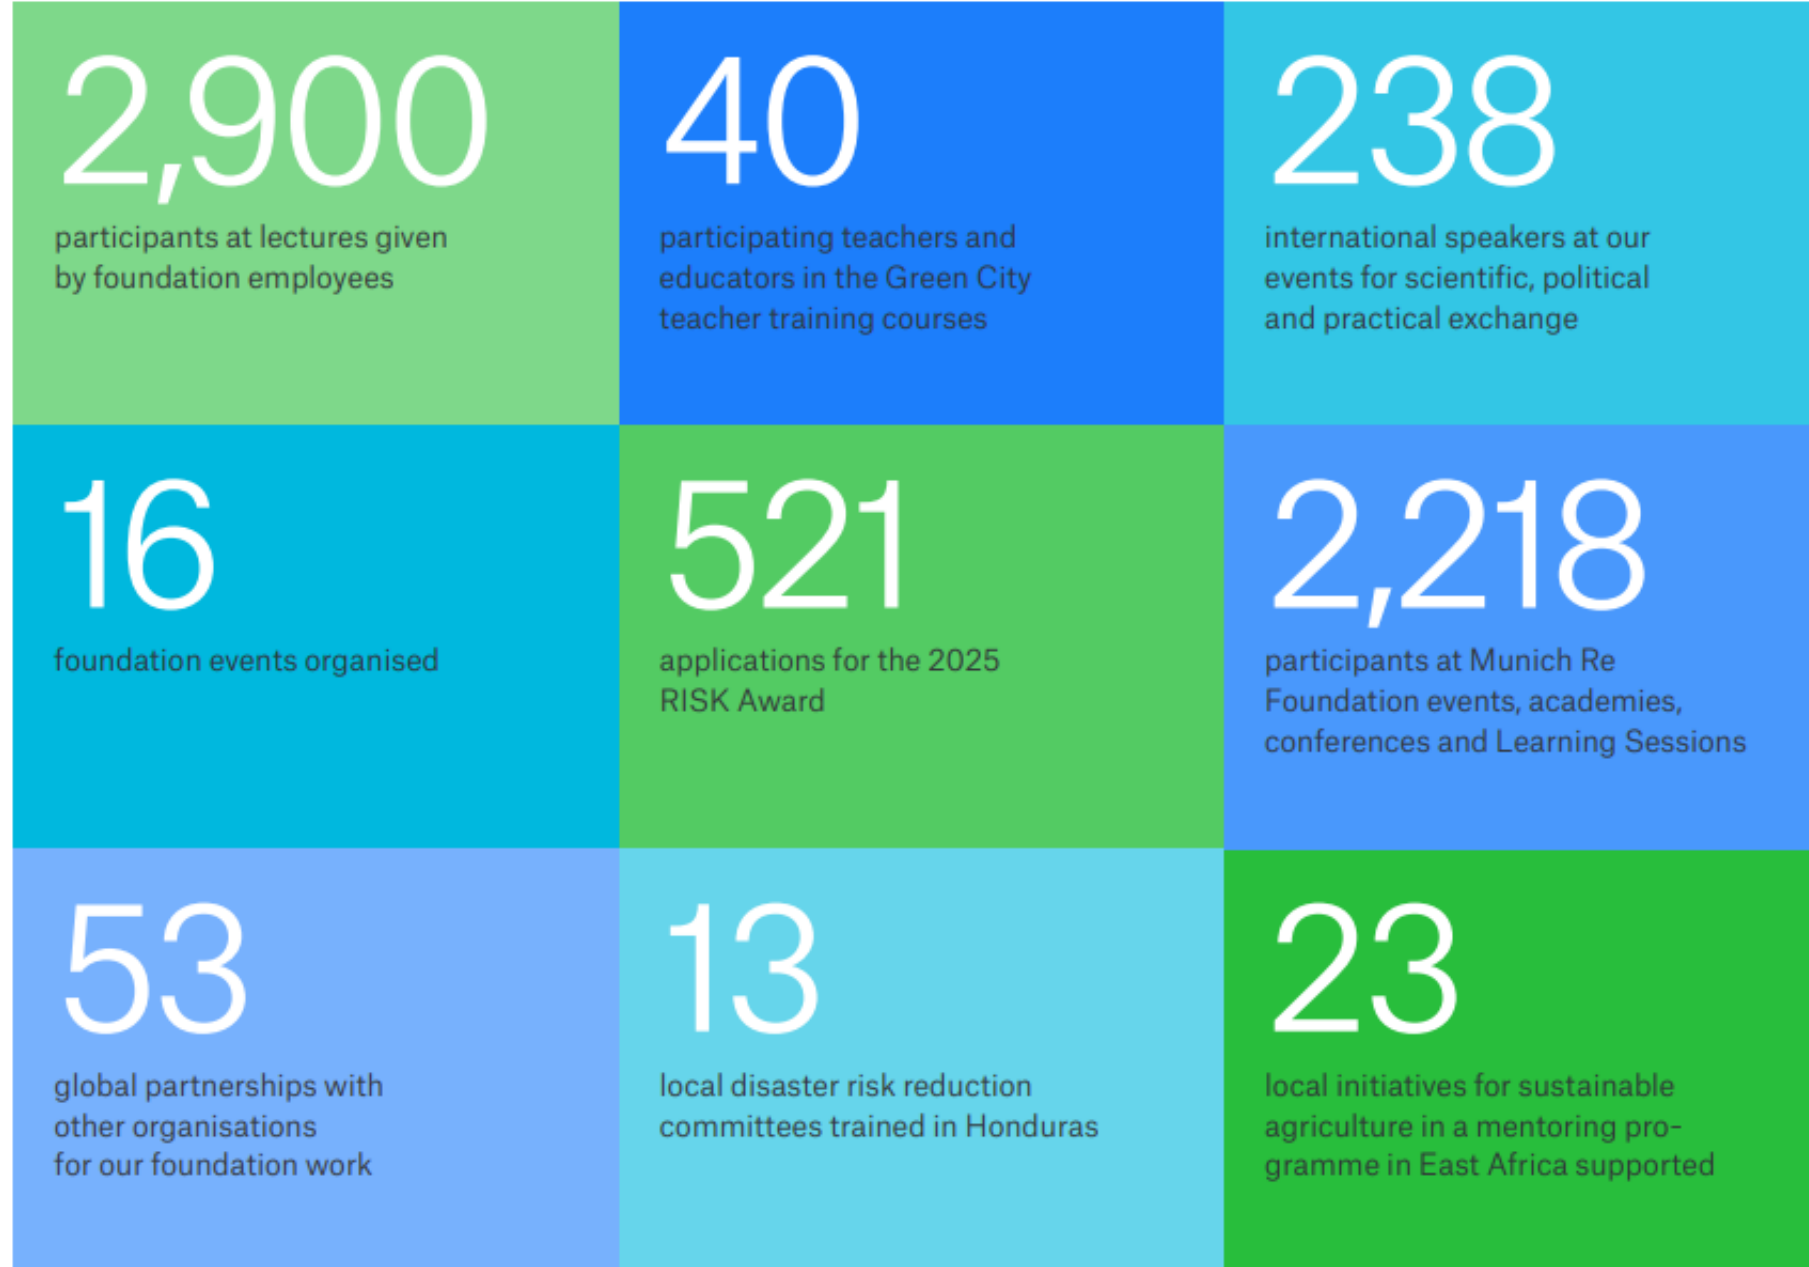 2,900
participants at lectures given
by foundation employees
40
participating teachers and
educators in the Green City
teacher training courses
238
international speakers at our
events for scientific, political
and practical exchange
16
foundation events organised
521
applications for the 2025
RISK Award
2,218
participants at Munich Re
Foundation events, academies,
conferences and Learning Sessions
53
global partnerships with
other organisations
for our foundation work
13
local disaster risk reduction
committees trained in Honduras
23
local initiatives for sustainable
agriculture in a mentoring pro-
gramme in East Africa supported